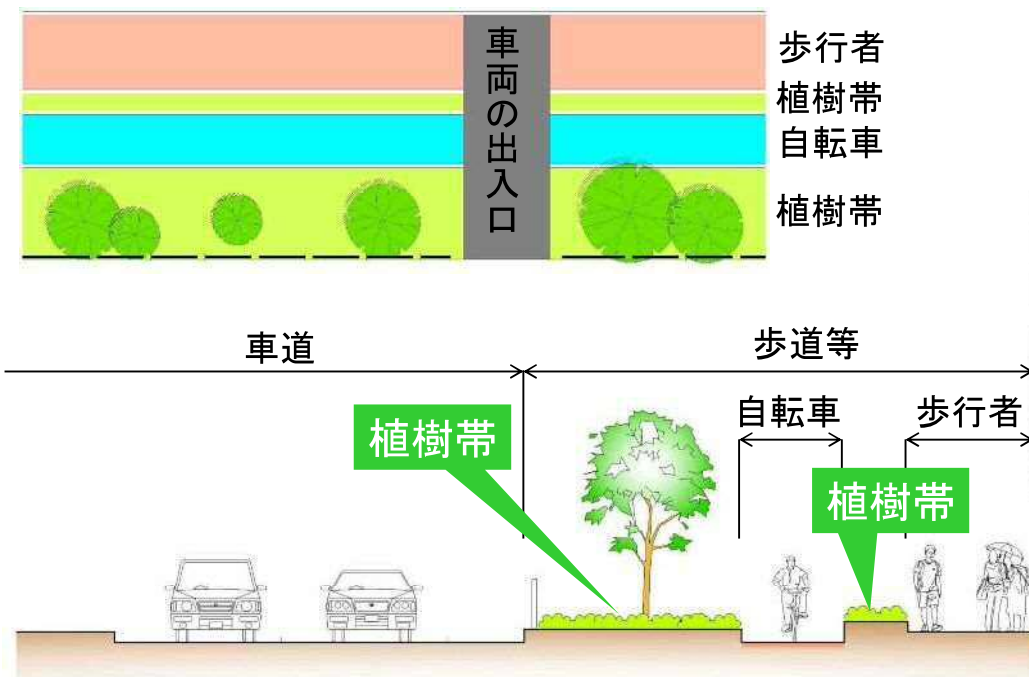 車両の出入口
歩行者
植樹帯
自転車
植樹帯
車道
歩道等
自転車
歩行者
植樹帯
植樹帯